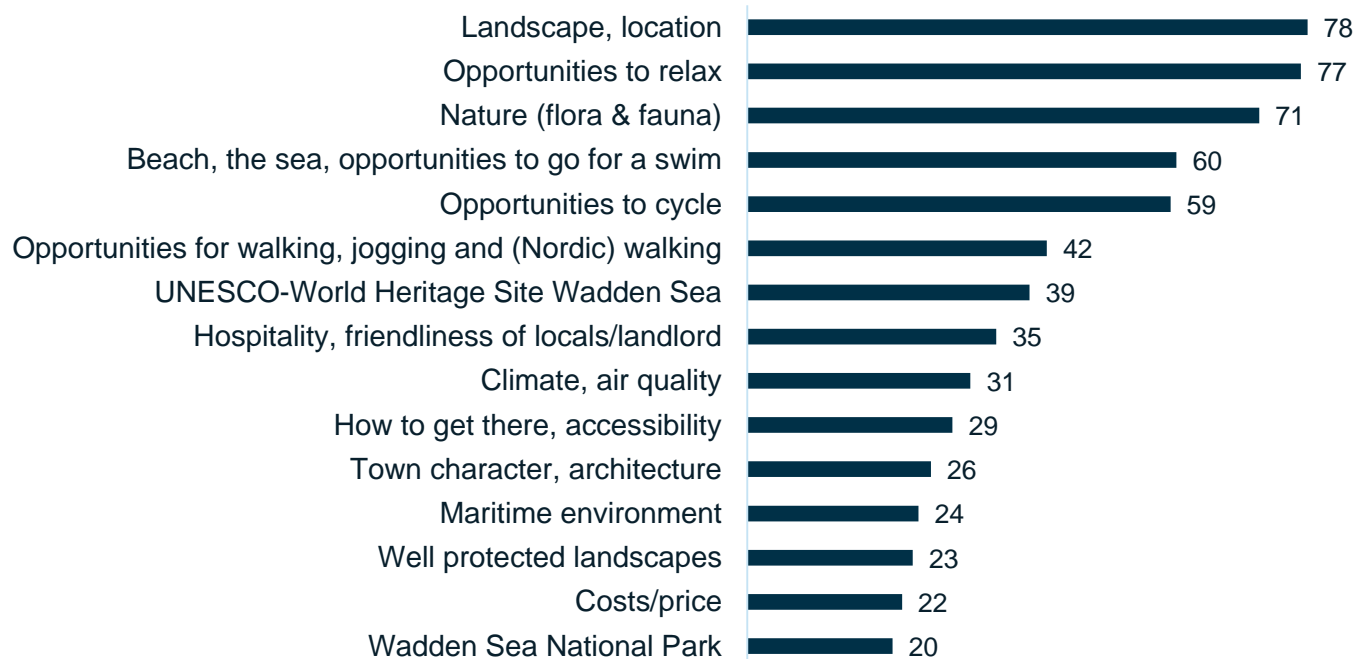 Landscape, location 78
Opportunities to relax 77
Nature (flora & fauna) 71
Beach, the sea, opportunities to go for a swim 60
Opportunities to cycle 59
Opportunities for walking, jogging and (Nordic) walking 42
UNESCO-World Heritage Site Wadden Sea 39
Hospitality, friendliness of locals/landlord 35
Climate, air quality 31
How to get there, accessibility 29
Town character, architecture 26
Maritime environment 24
Well protected landscapes 23
Costs/price 22
Wadden Sea National Park 20